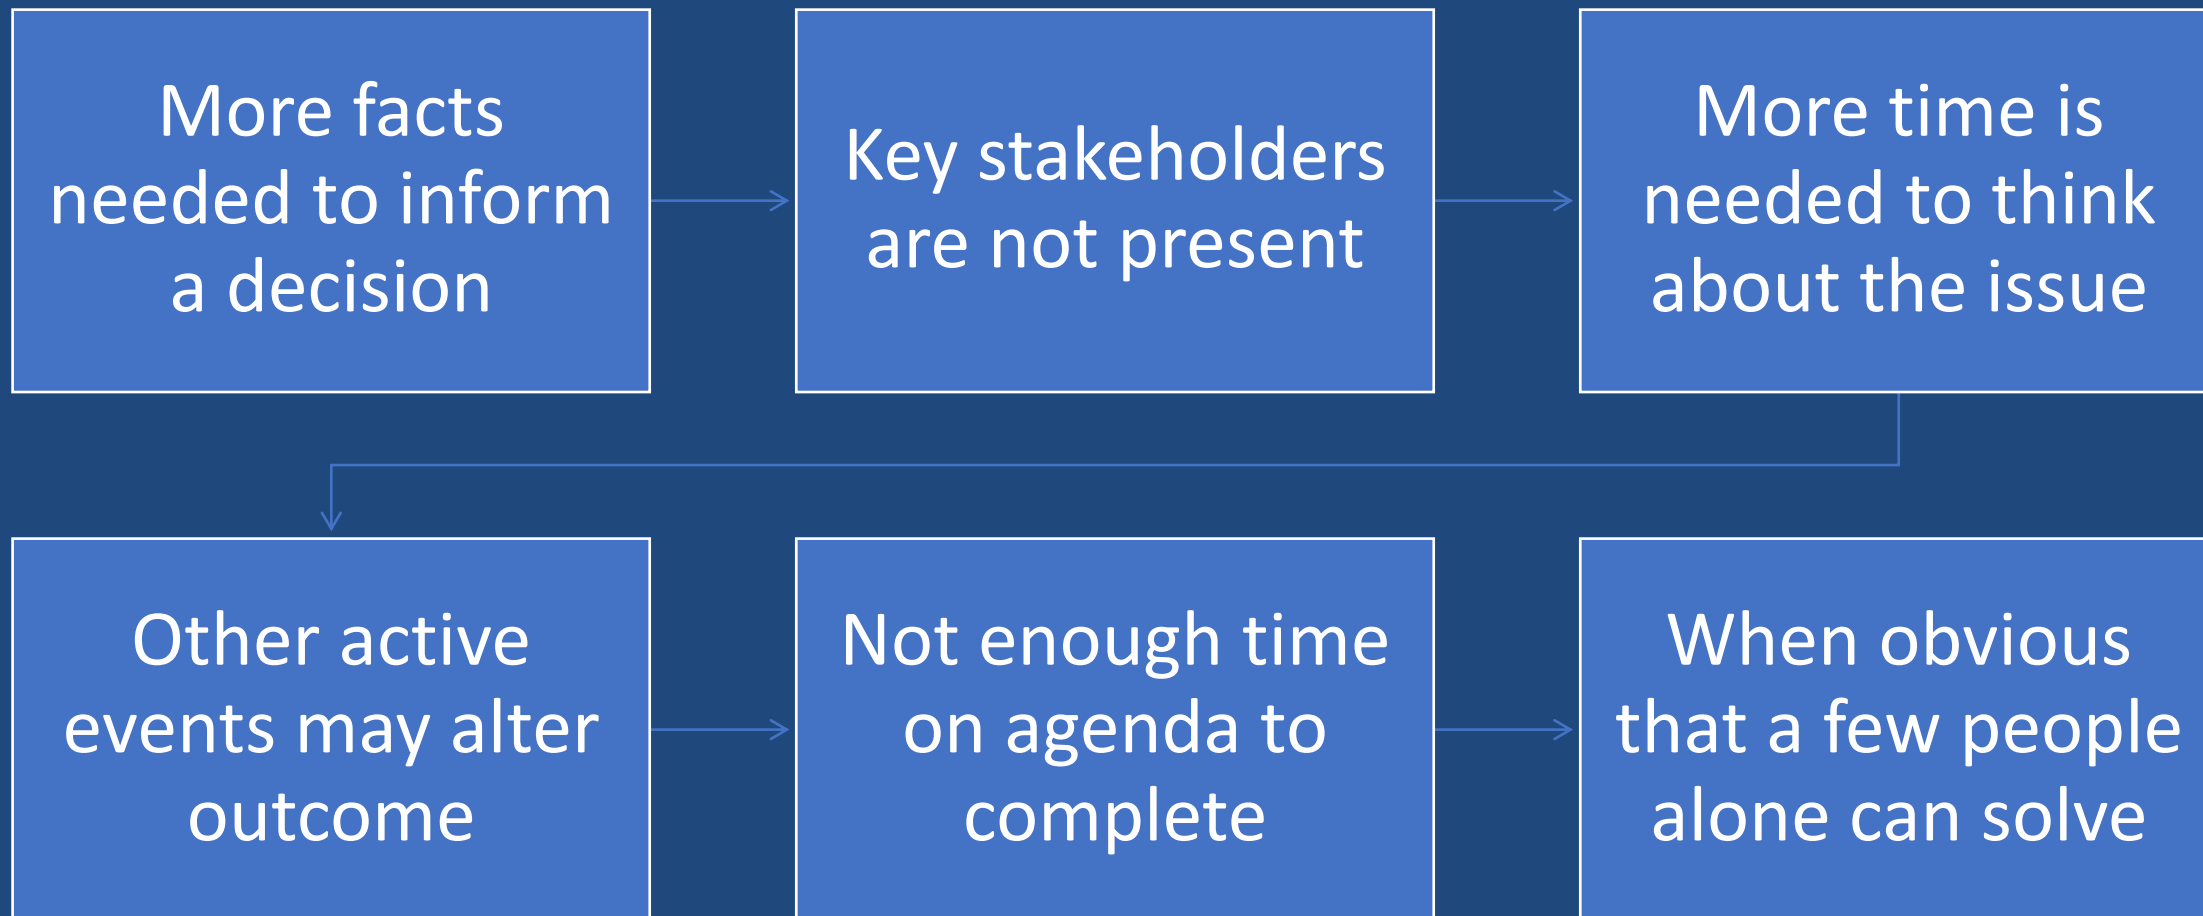 More facts
needed to inform
a decision
Key stakeholders
are not present
More time is
needed to think
about the issue
Other active
events may alter
outcome
Not enough time
on agenda to
complete
When obvious
that a few people
alone can solve